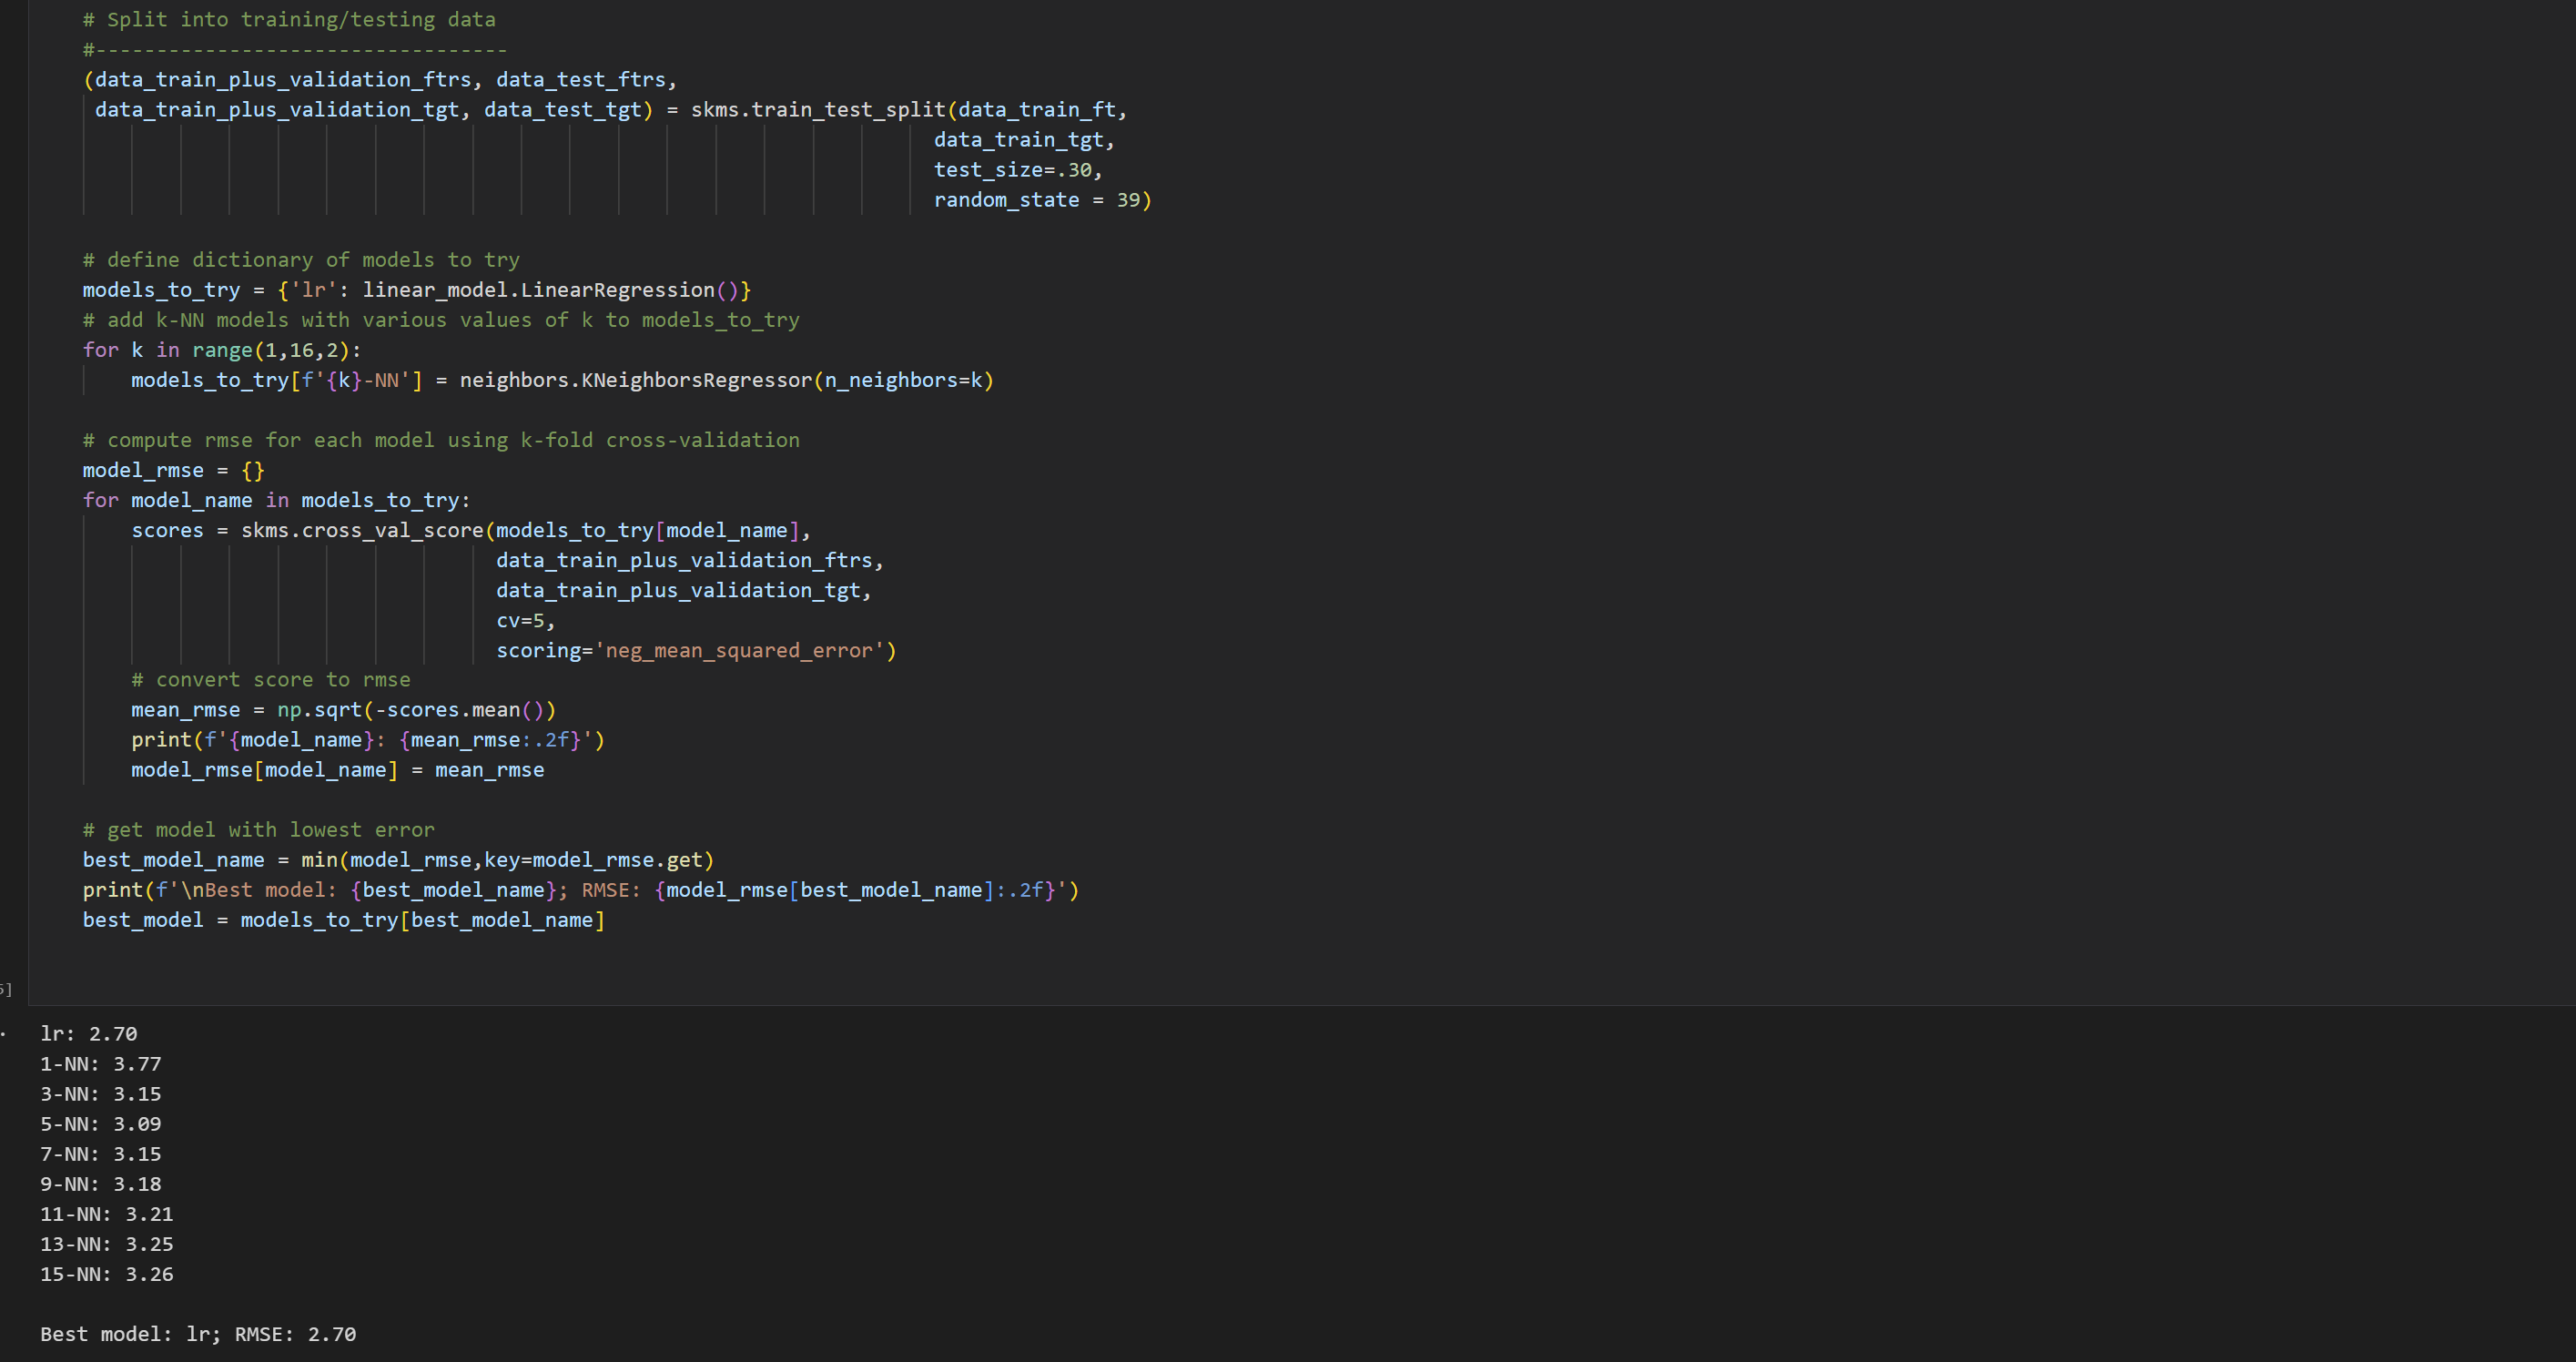 # Split into training/testing data
#----------------------------------
(data_train_plus_validation_ftrs, data_test_ftrs,
 data_train_plus_validation_tgt, data_test_tgt) = skms.train_test_split(data_train_ft,
                                                                      data_train_tgt,
                                                                      test_size=.30,
                                                                      random_state = 39)
# define dictionary of models to try
models_to_try = {'lr': linear_model.LinearRegression()}
# add k-NN models with various values of k to models_to_try
for k in range(1,16,2):
    models_to_try[f'{k}-NN'] = neighbors.KNeighborsRegressor(n_neighbors=k)
# compute rmse for each model using k-fold cross-validation
model_rmse = {}
for model_name in models_to_try:
    scores = skms.cross_val_score(models_to_try[model_name],
                                  data_train_plus_validation_ftrs,
                                  data_train_plus_validation_tgt,
                                  cv=5,
                                  scoring='neg_mean_squared_error')
    # convert score to rmse
    mean_rmse = np.sqrt(-scores.mean())
    print(f'{model_name}: {mean_rmse:.2f}')
    model_rmse[model_name] = mean_rmse
# get model with lowest error
best_model_name = min(model_rmse,key=model_rmse.get)
print(f'\nBest model: {best_model_name}; RMSE: {model_rmse[best_model_name]:.2f}')
best_model = models_to_try[best_model_name]
lr: 2.70
1-NN: 3.77
3-NN: 3.15
5-NN: 3.09
7-NN: 3.15
9-NN: 3.18
11-NN: 3.21
13-NN: 3.25
15-NN: 3.26
Best model: lr; RMSE: 2.70